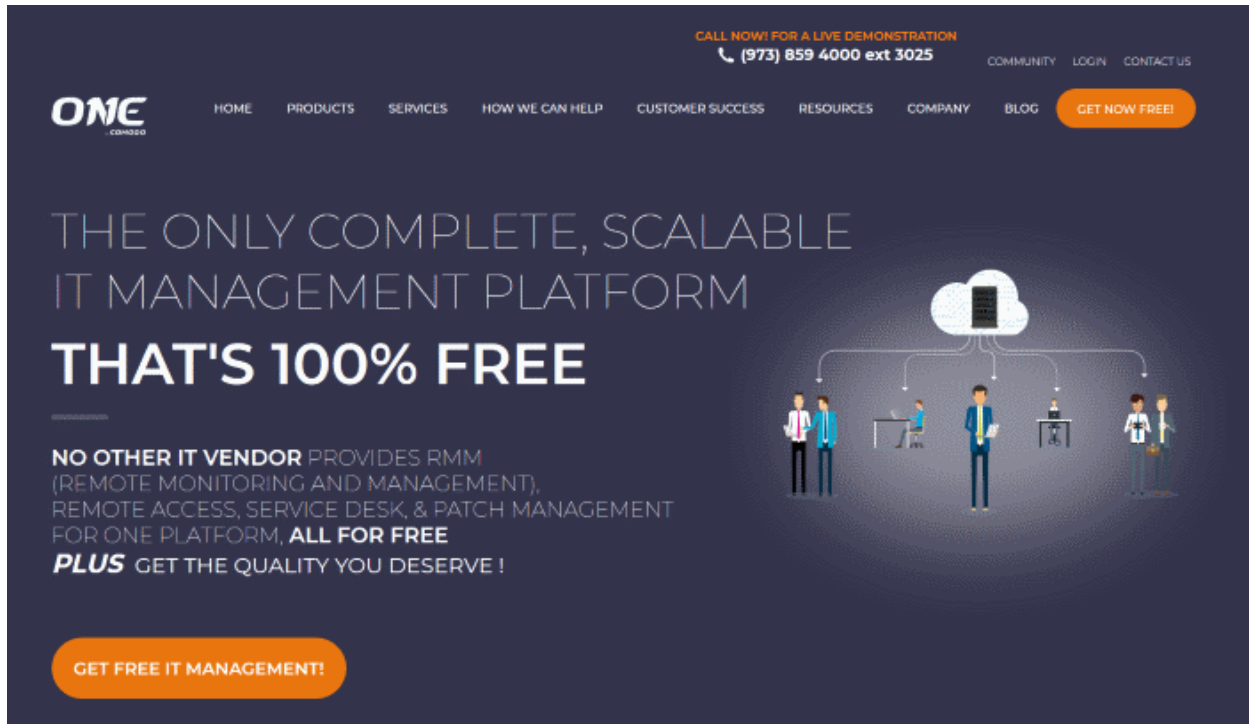 CALL NOW! FOR A LIVE DEMONSTRATION
(973) 859 4000 ext 3025
COMMUNITY LOGIN CONTACT US
ONE
COMODO
HOME PRODUCTS SERVICES HOW WE CAN HELP CUSTOMER SUCCESS RESOURCES COMPANY BLOG GET NOW FREE!
THE ONLY COMPLETE, SCALABLE
IT MANAGEMENT PLATFORM
THAT'S 100% FREE
NO OTHER IT VENDOR PROVIDES RMM
(REMOTE MONITORING AND MANAGEMENT),
REMOTE ACCESS, SERVICE DESK, & PATCH MANAGEMENT
FOR ONE PLATFORM, ALL FOR FREE
PLUS GET THE QUALITY YOU DESERVE !
GET FREE IT MANAGEMENT!